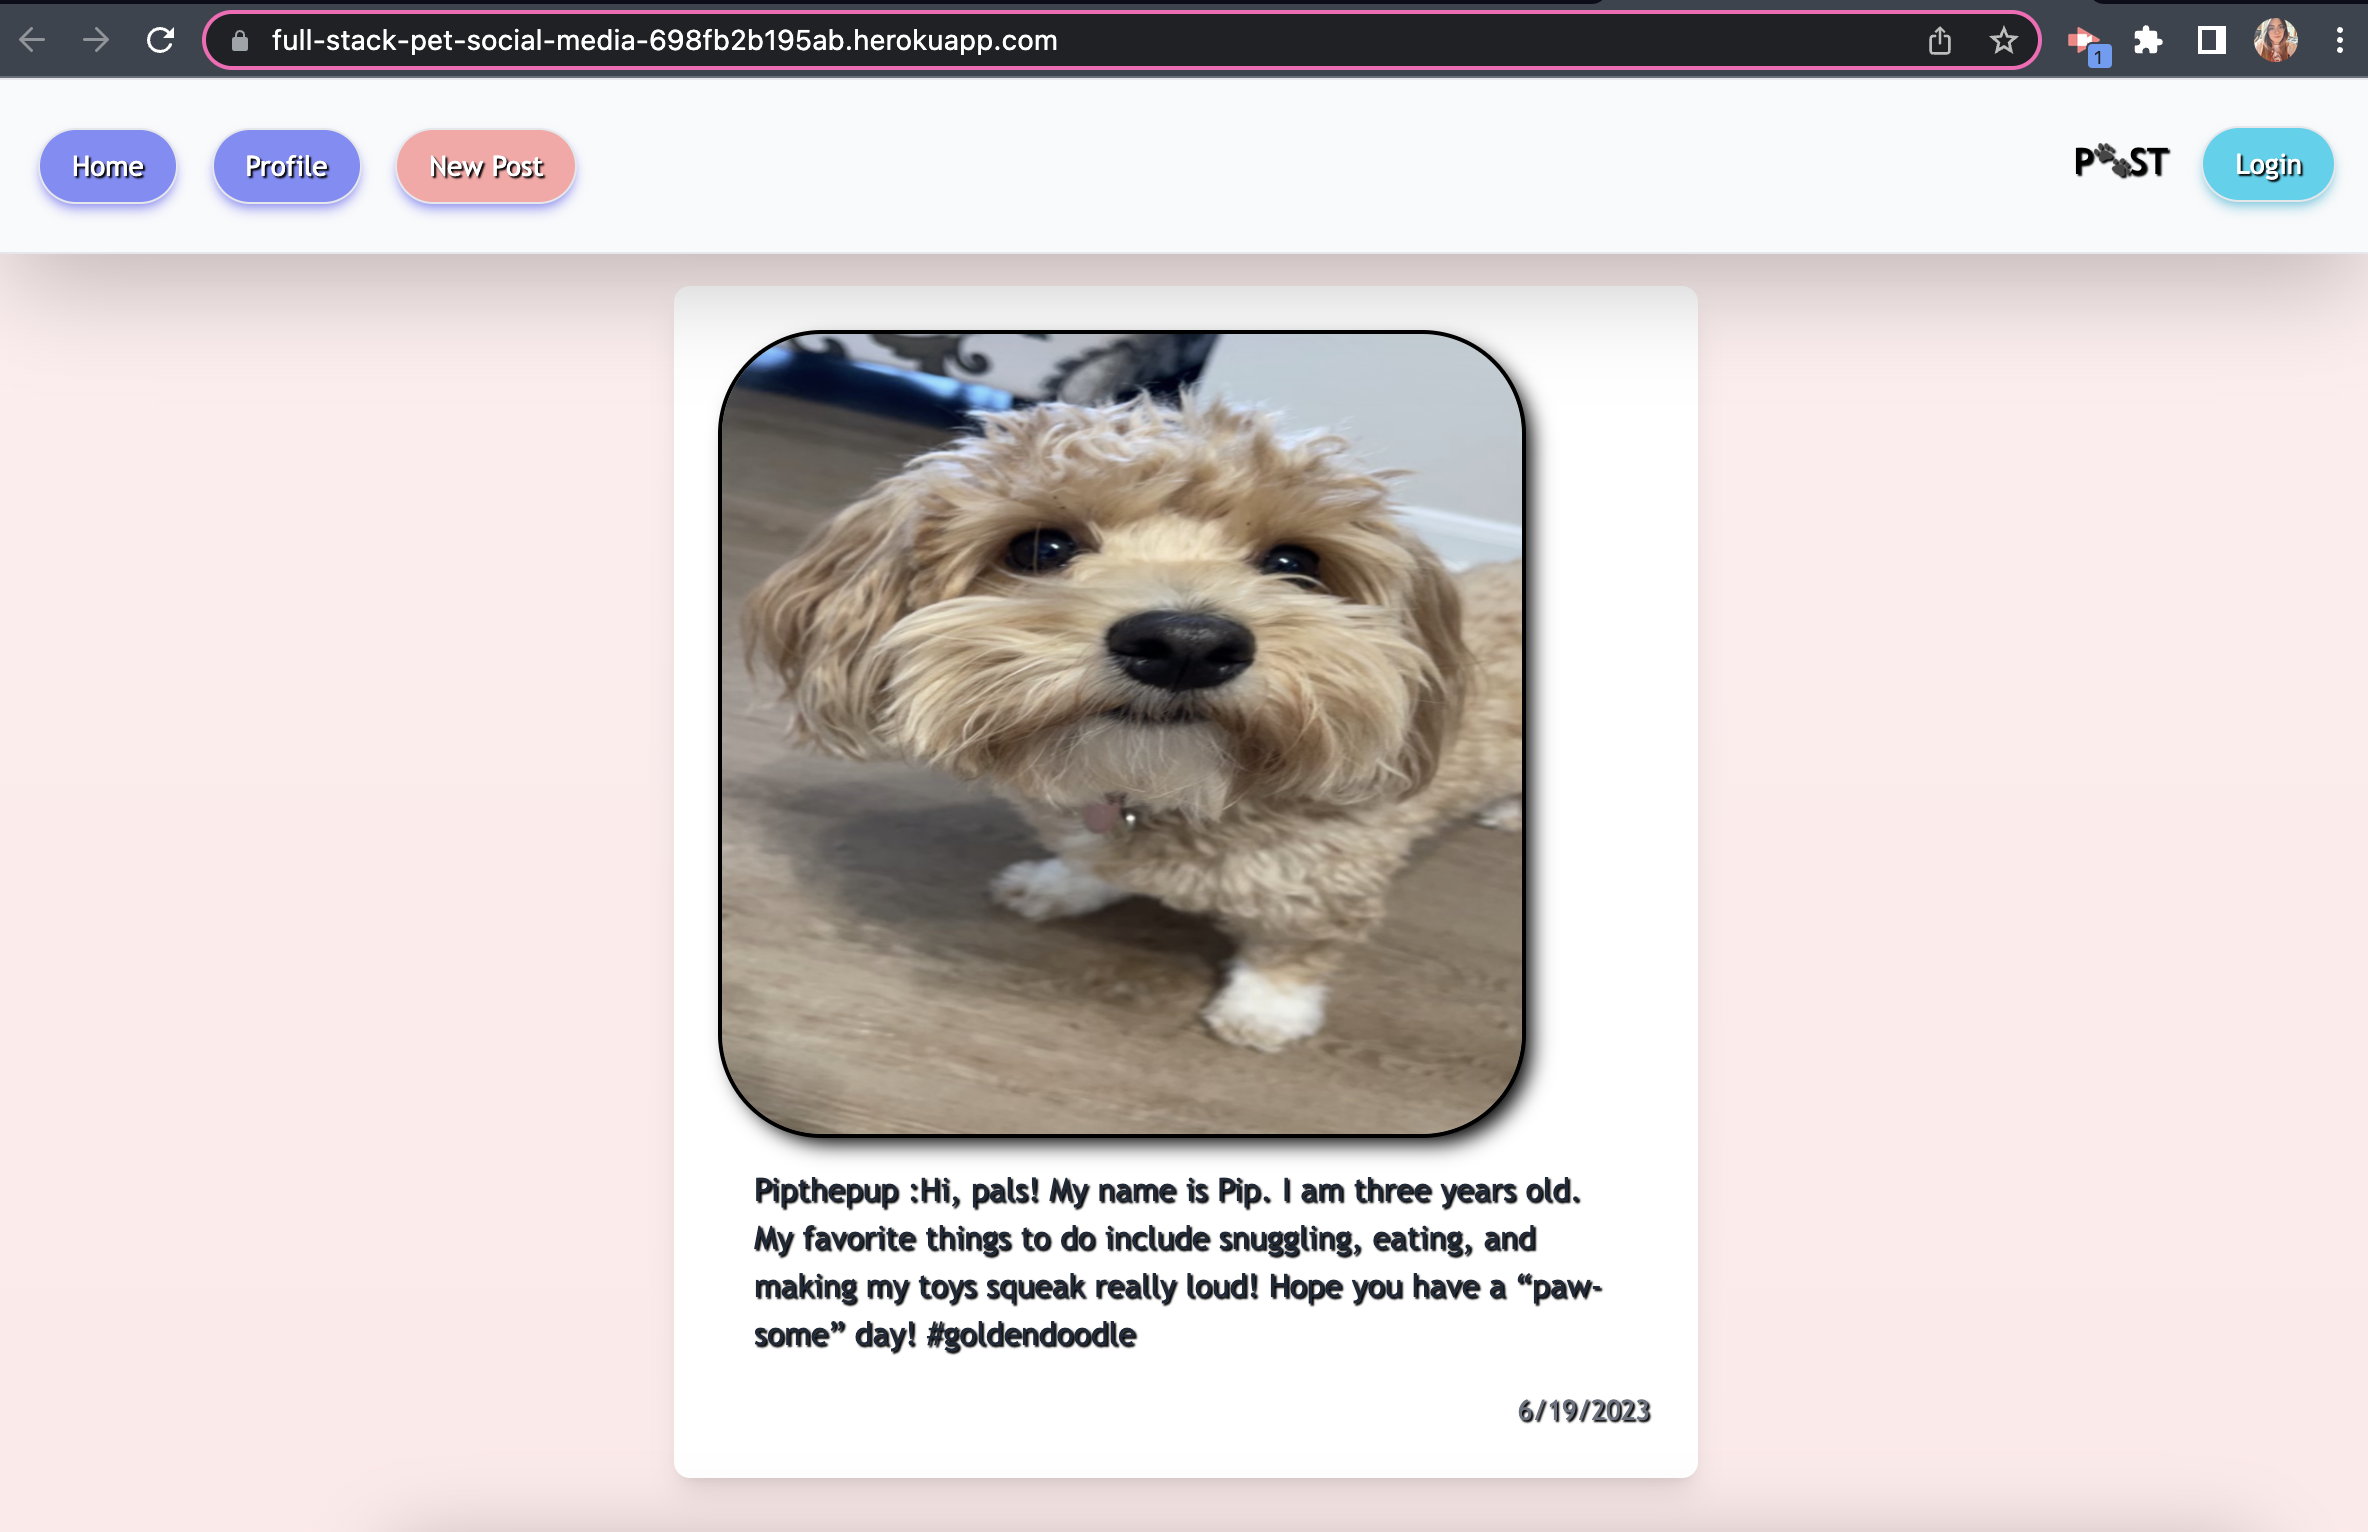 full-stack-pet-social-media-698fb2b195ab.herokuapp.com
1
Home Profile New Post P🐾ST Login
Pipthepup :Hi, pals! My name is Pip. I am three years old.
My favorite things to do include snuggling, eating, and
making my toys squeak really loud! Hope you have a “paw-
some” day! #goldendoodle
6/19/2023